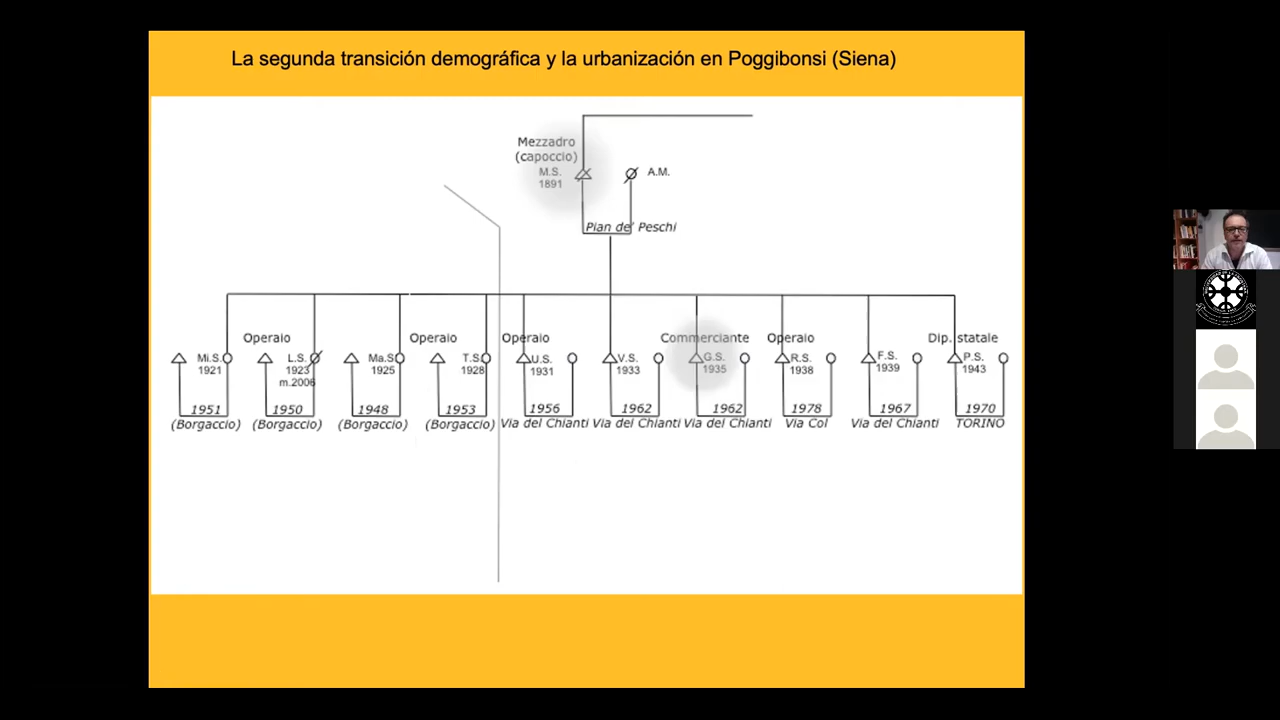 La segunda transición demográfica y la urbanización en Poggibonsi (Siena)
Mezzadro
(capoccio)
M.S.
1891
A.M.
Pian de' Peschi
Operaio
Operaio
Operaio
Commerciante
Operaio
Dip. statale
Mi.S.
1921
L.S.
1923
m.2006
Ma.S
1925
T.S
1928
U.S.
1931
V.S.
1933
G.S.
1935
R.S.
1938
F.S.
1939
P.S.
1943
1951
1950
1948
1953
1956
1962
1962
1978
1967
1970
(Borgaccio)
(Borgaccio)
(Borgaccio)
(Borgaccio)
Via del Chianti
Via del Chianti
Via del Chianti
Via Col
Via del Chianti
TORINO